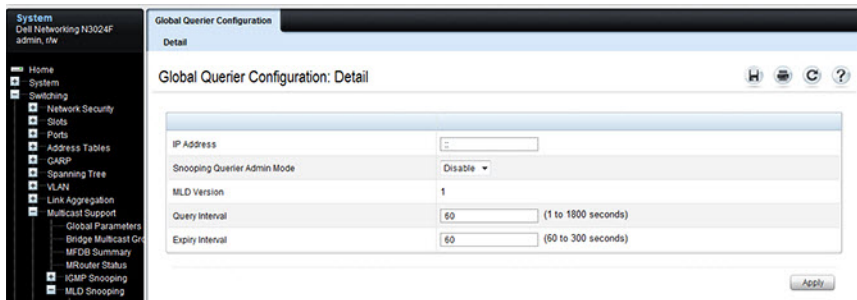 System
Dell Networking N3024F
admin, r/w
Home
System
Switching
Network Security
Slots
Ports
Address Tables
GARP
Spanning Tree
VLAN
Link Aggregation
Multicast Support
Global Parameters
Bridge Multicast Gro
MFDB Summary
MRouter Status
IGMP Snooping
MLD Snooping
Global Querier Configuration
Detail
Global Querier Configuration: Detail
IP Address ::
Snooping Querier Admin Mode Disable
MLD Version 1
Query Interval 60 (1 to 1800 seconds)
Expiry Interval 60 (60 to 300 seconds)
Apply